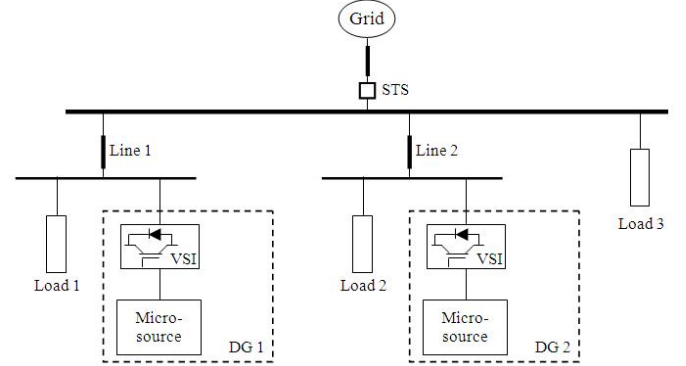 Grid
STS
Line 1
Line 2
Load 3
VSI
VSI
Load 1
Load 2
Micro-
source
Micro-
source
DG 1
DG 2